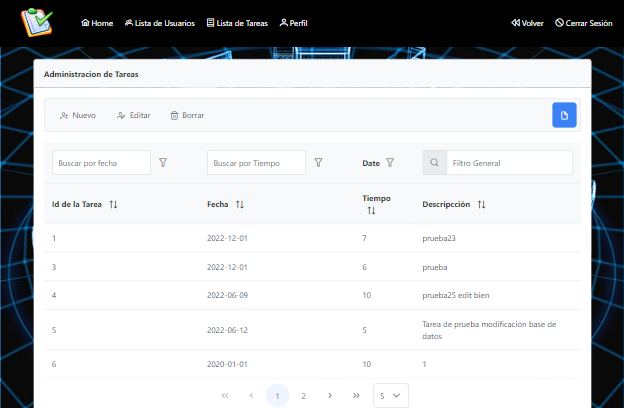 Home Lista de Usuarios Lista de Tareas Perfil Volver Cerrar Sesión
Administracion de Tareas
Nuevo Editar Borrar
Buscar por fecha Buscar por Tiempo Date Filtro General
Id de la Tarea Fecha Tiempo Descripcción
1 2022-12-01 7 prueba23
3 2022-12-01 6 prueba
4 2022-06-09 10 prueba25 edit bien
5 2022-06-12 5 Tarea de prueba modificación base de
datos
6 2020-01-01 10 1
1 2 5